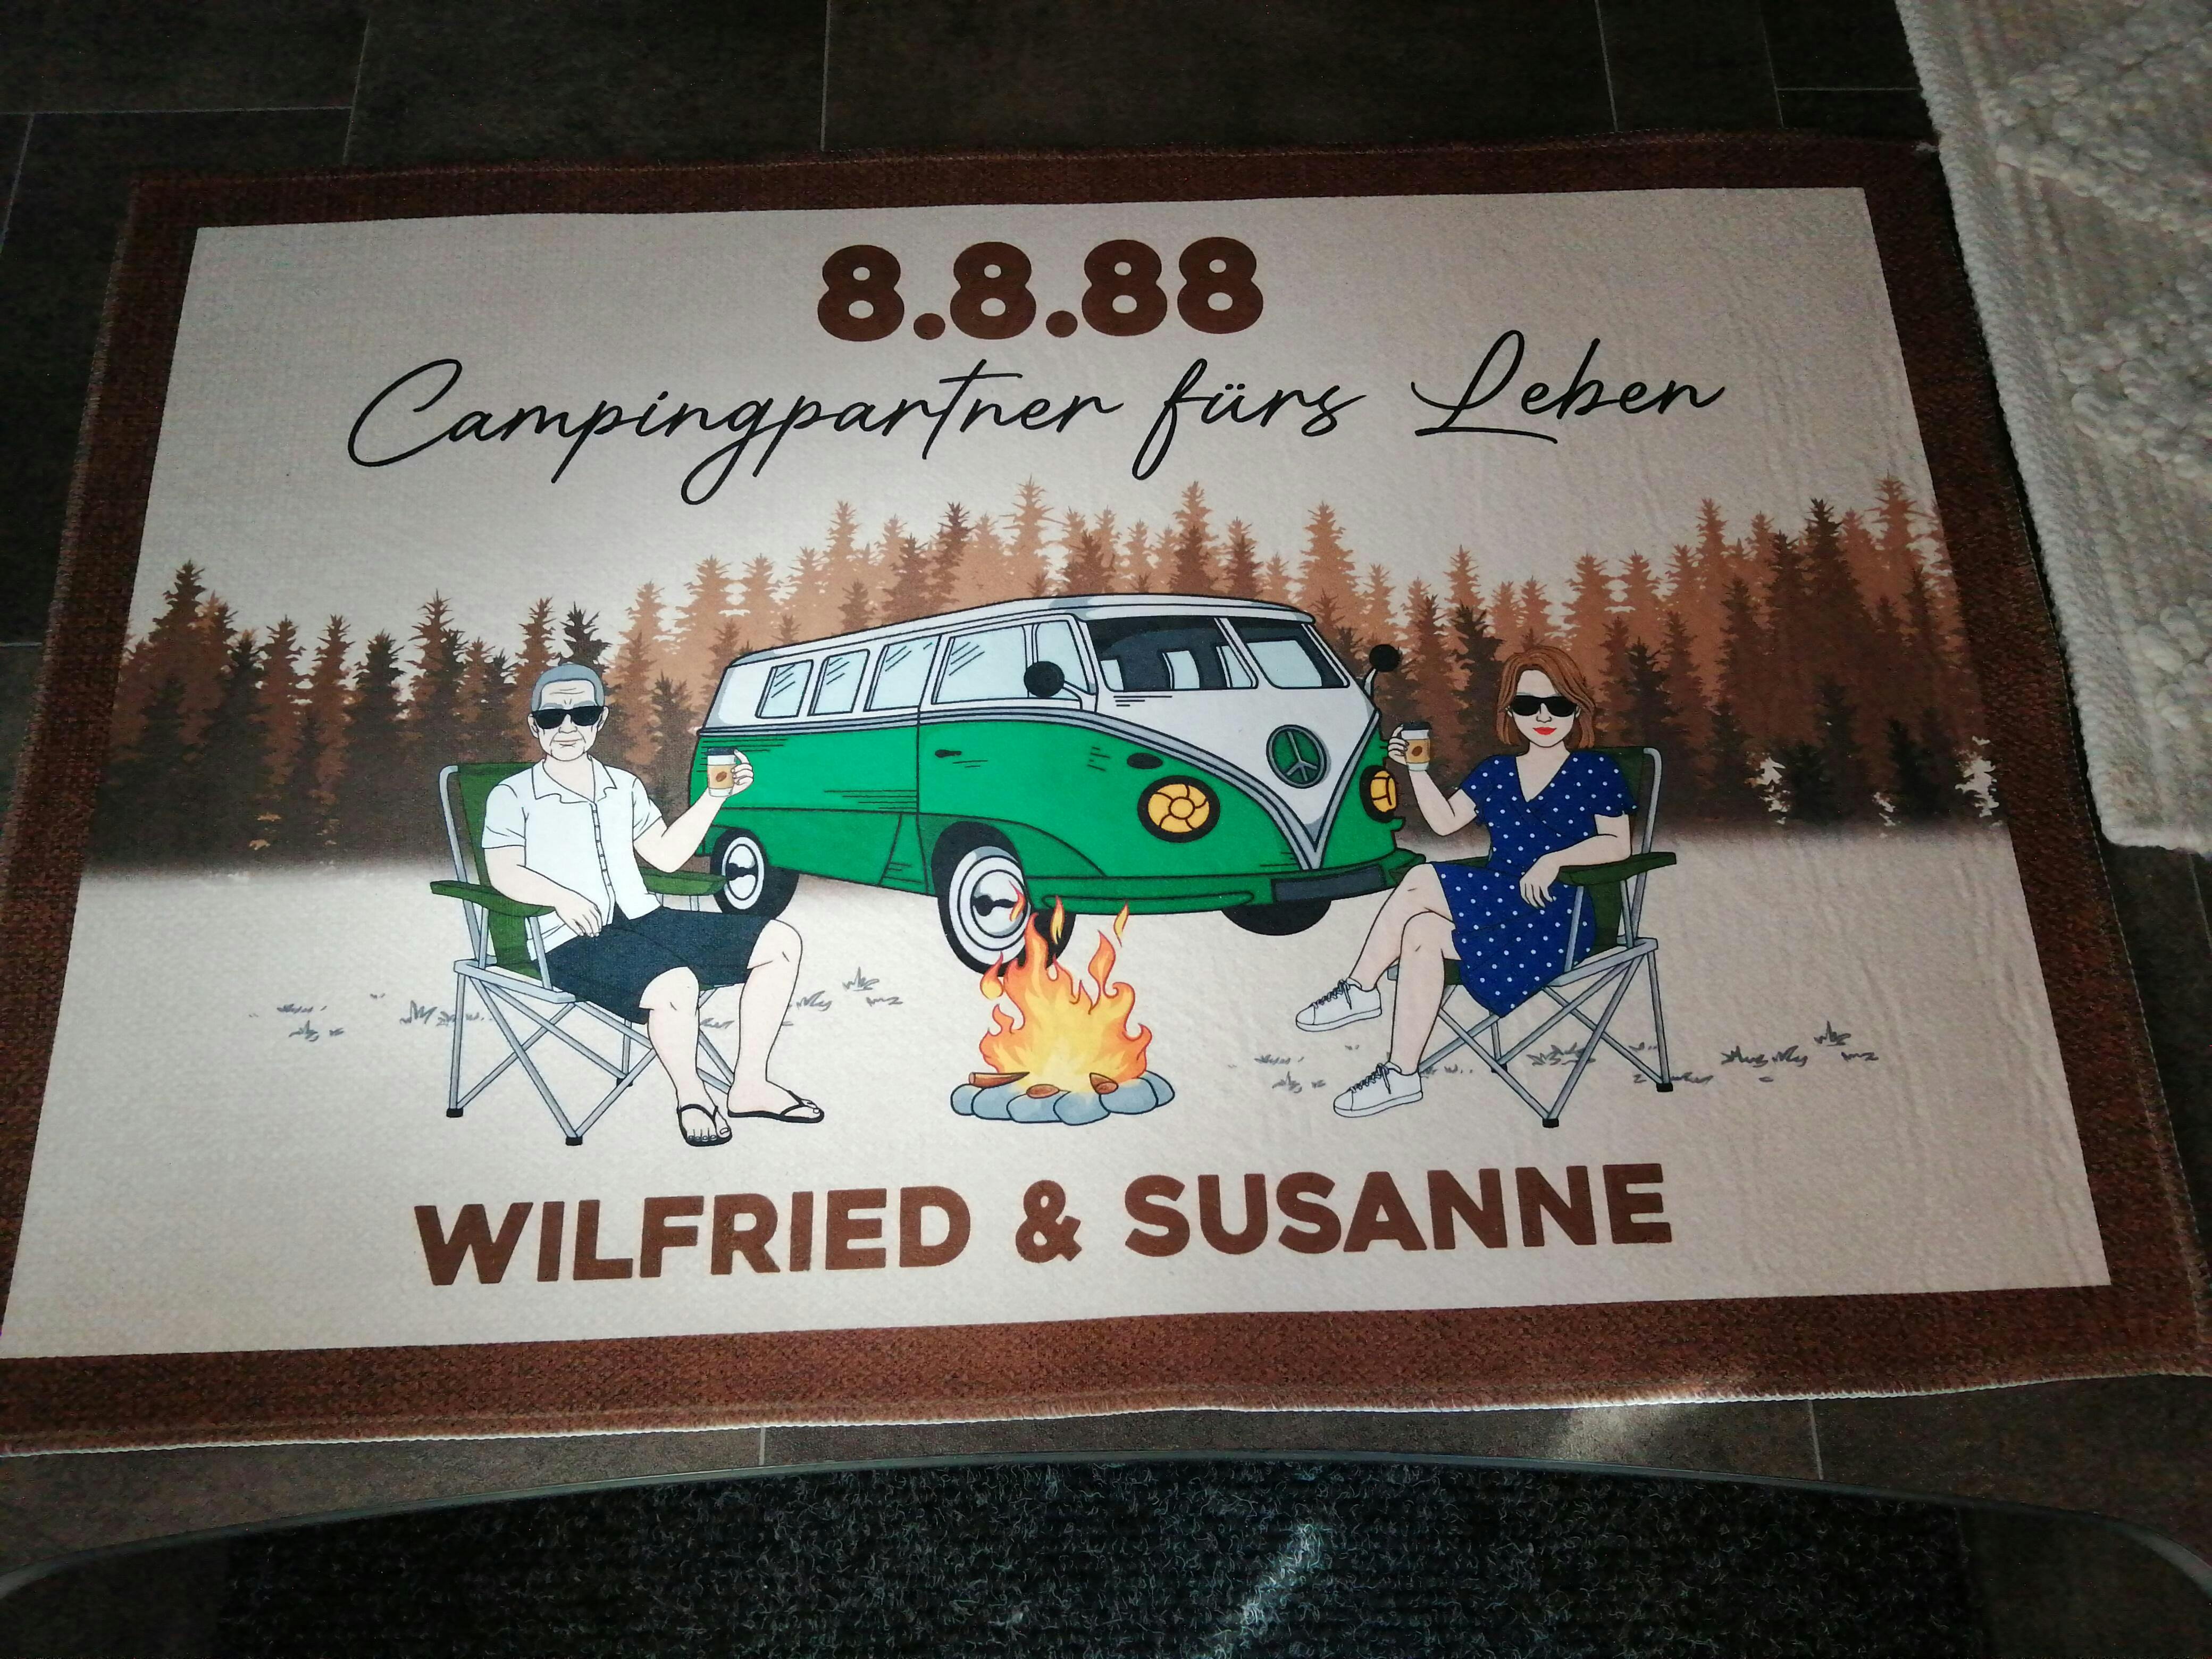 8.8.88
Campingpartner fürs Leben
WILFRIED & SUSANNE